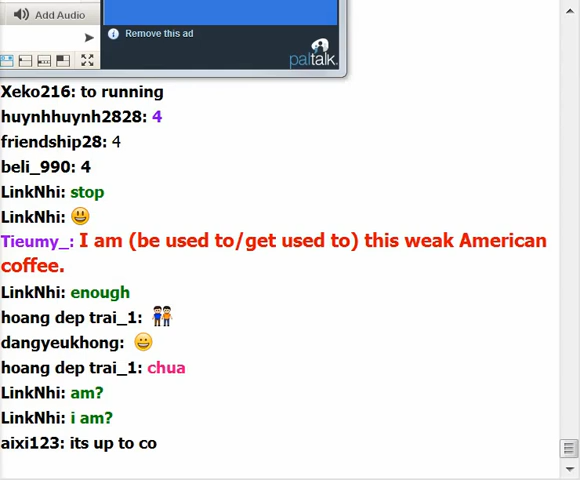 Add Audio
Remove this ad
paltalk
Xeko216: to running
huynhhuynh2828: 4
friendship28: 4
beli_990: 4
LinkNhi: stop
LinkNhi:
Tieumy_: I am (be used to/get used to) this weak American
coffee.
LinkNhi: enough
hoang dep trai_1:
dangyeukhong:
hoang dep trai_1: chua
LinkNhi: am?
LinkNhi: i am?
aixi123: its up to co